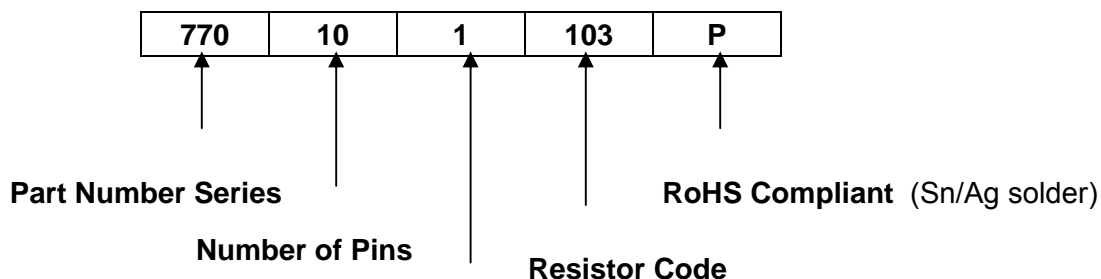 770 10 1 103 P
Part Number Series
RoHS Compliant (Sn/Ag solder)
Number of Pins
Resistor Code